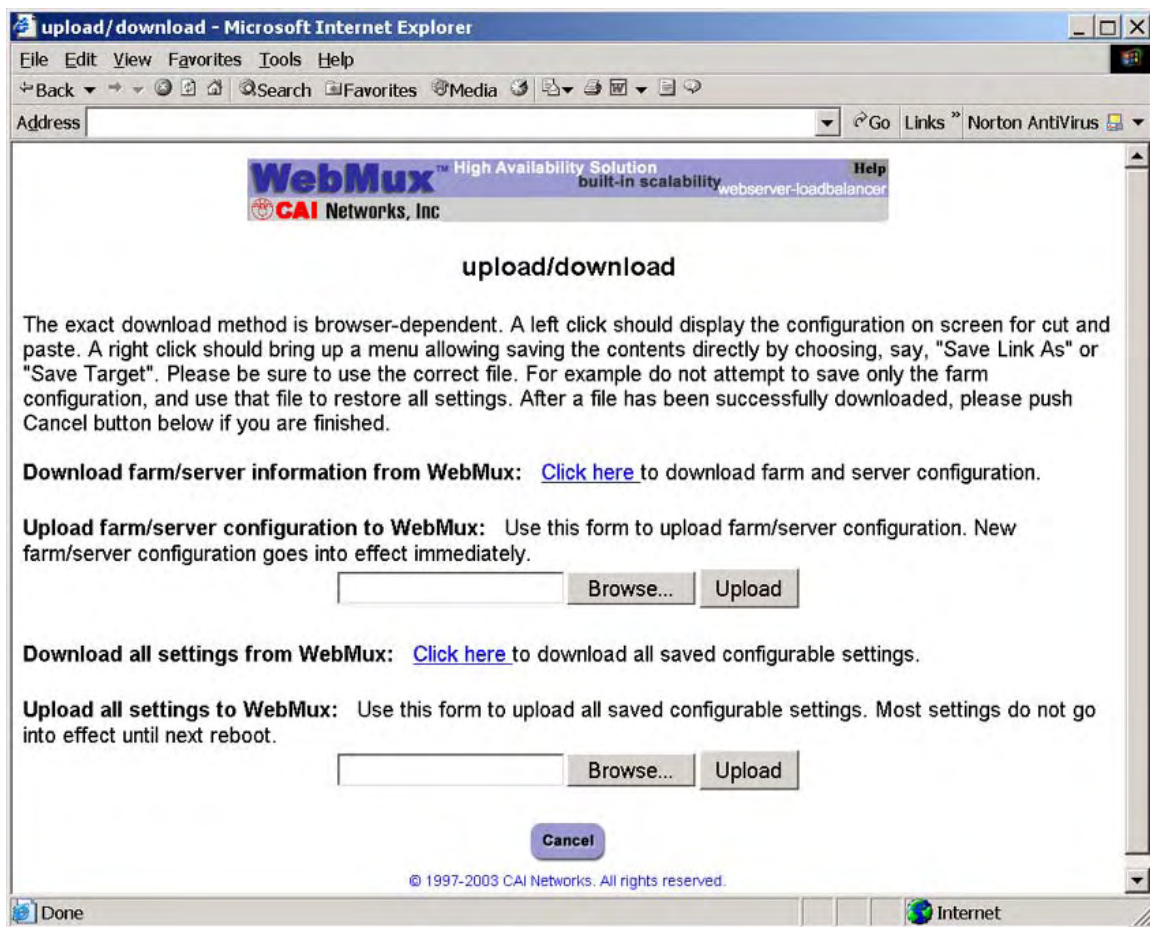 upload/download - Microsoft Internet Explorer
File Edit View Favorites Tools Help
Back Search Favorites Media
Address Go Links » Norton AntiVirus
WebMux™ High Availability Solution Help
built-in scalability
webserver-loadbalancer
CAI Networks, Inc
upload/download
The exact download method is browser-dependent. A left click should display the configuration on screen for cut and
paste. A right click should bring up a menu allowing saving the contents directly by choosing, say, "Save Link As" or
"Save Target". Please be sure to use the correct file. For example do not attempt to save only the farm
configuration, and use that file to restore all settings. After a file has been successfully downloaded, please push
Cancel button below if you are finished.
Download farm/server information from WebMux: Click here to download farm and server configuration.
Upload farm/server configuration to WebMux: Use this form to upload farm/server configuration. New
farm/server configuration goes into effect immediately.
Browse... Upload
Download all settings from WebMux: Click here to download all saved configurable settings.
Upload all settings to WebMux: Use this form to upload all saved configurable settings. Most settings do not go
into effect until next reboot.
Browse... Upload
Cancel
© 1997-2003 CAI Networks. All rights reserved.
Done Internet